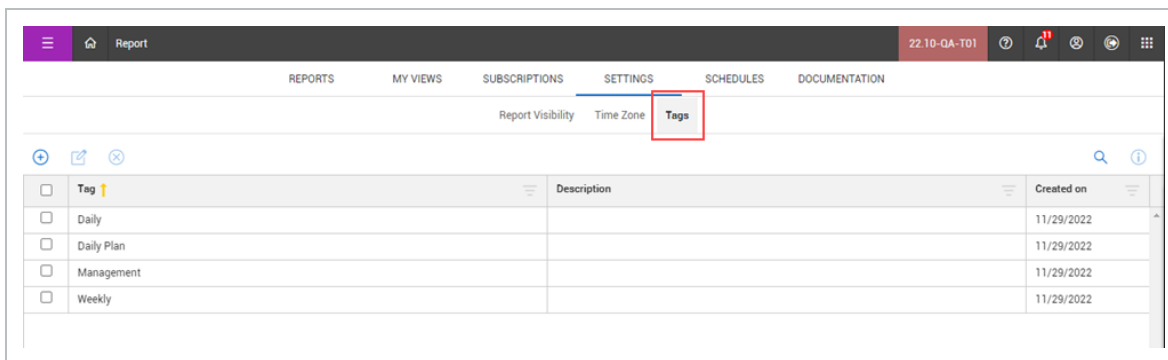 Report 22.10-QA-T01 11
REPORTS MY VIEWS SUBSCRIPTIONS SETTINGS SCHEDULES DOCUMENTATION
Report Visibility Time Zone Tags
Tag Description Created on
Daily 11/29/2022
Daily Plan 11/29/2022
Management 11/29/2022
Weekly 11/29/2022